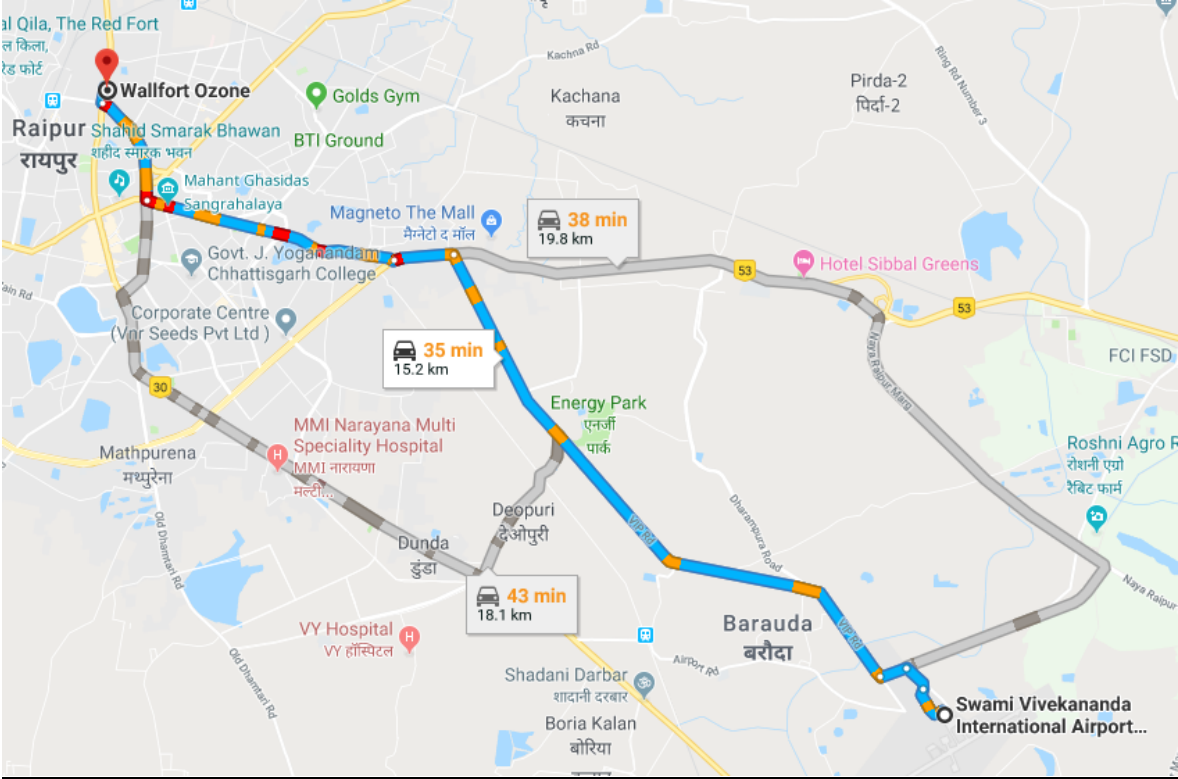 al Qila, The Red Fort
ल किला,
रेड फोर्ट
Wallfort Ozone
Kachna Rd
Ring Rd Number 3
Golds Gym
Kachana
कचना
Pirda-2
पिर्दा-2
Raipur
रायपुर
Shahid Smarak Bhawan
शहीद स्मारक भवन
BTI Ground
Mahant Ghasidas
Sangrahalaya
Magneto The Mall
मैग्नेटो द मॉल
38 min
19.8 km
Govt. J. Yoganandam
Chhattisgarh College
53
Hotel Sibbal Greens
53
ain Rd
Corporate Centre
(Vnr Seeds Pvt Ltd )
35 min
15.2 km
Naya Raipur Marg
FCI FSD
30
Energy Park
एनर्जी
पार्क
MMI Narayana Multi
Speciality Hospital
MMI नारायणा
मल्टी...
Mathpurena
मथ्पुरेना
Roshni Agro R
रोशनी एग्रो
रैबिट फार्म
Deopuri
देओपुरी
VIP Rd
Dharampura Road
Old Dhamtari Rd
Dunda
डुंडा
43 min
18.1 km
Naya Raipur
VY Hospital
VY हॉस्पिटल
Barauda
बरौदा
VIP Rd
Airport Rd
Old Dhamtari Rd
Shadani Darbar
शादानी दरबार
Swami Vivekananda
International Airport...
Boria Kalan
बोरिया